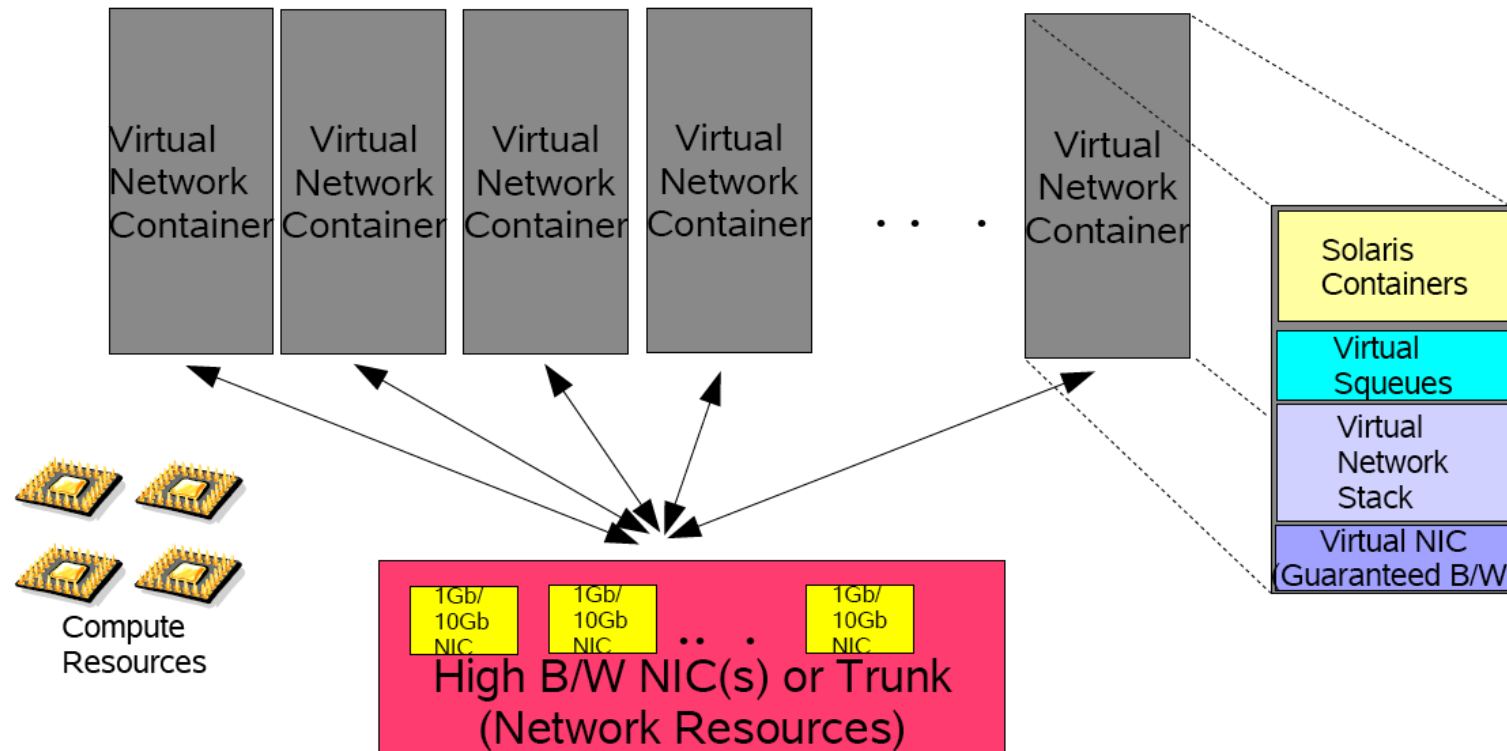 Virtual
Network
Container
Virtual
Network
Container
Virtual
Network
Container
Virtual
Network
Container
. . .
Virtual
Network
Container
Solaris
Containers
Virtual
Squeues
Virtual
Network
Stack
Virtual NIC
(Guaranteed B/W
Compute
Resources
1Gb/
10Gb
NIC
1Gb/
10Gb
NIC
.. .
1Gb/
10Gb
NIC
High B/W NIC(s) or Trunk
(Network Resources)